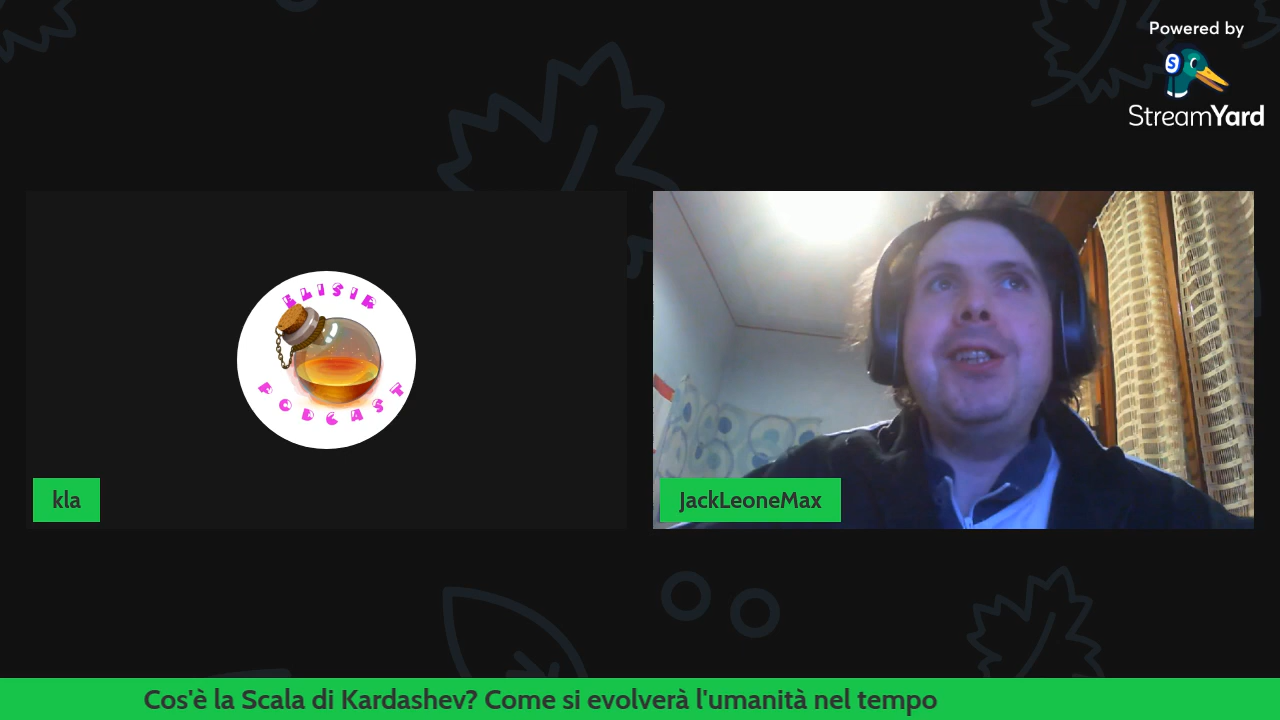 Powered by
S
StreamYard
ELISIR
PODCAST
kla
JackLeoneMax
Cos'è la Scala di Kardashev? Come si evolverà l'umanità nel tempo